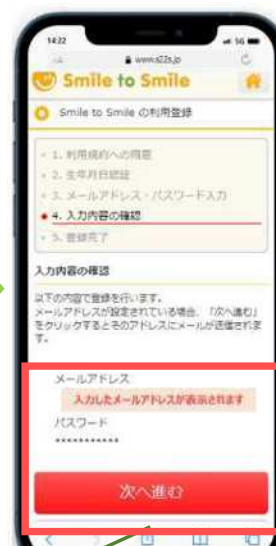 14:22
5G
www.s22s.jp
Smile to Smile
Smile to Smile の利用登録
1. 利用規約への同意
2. 生年月日認証
3. メールアドレス・パスワード入力
4. 入力内容の確認
5. 登録完了
入力内容の確認
以下の内容で登録を行います。
メールアドレスが設定されている場合、「次へ進む」
をクリックするとそのアドレスにメールが送信されま
す。
メールアドレス
入力したメールアドレスが表示されます
パスワード
***********
次へ進む